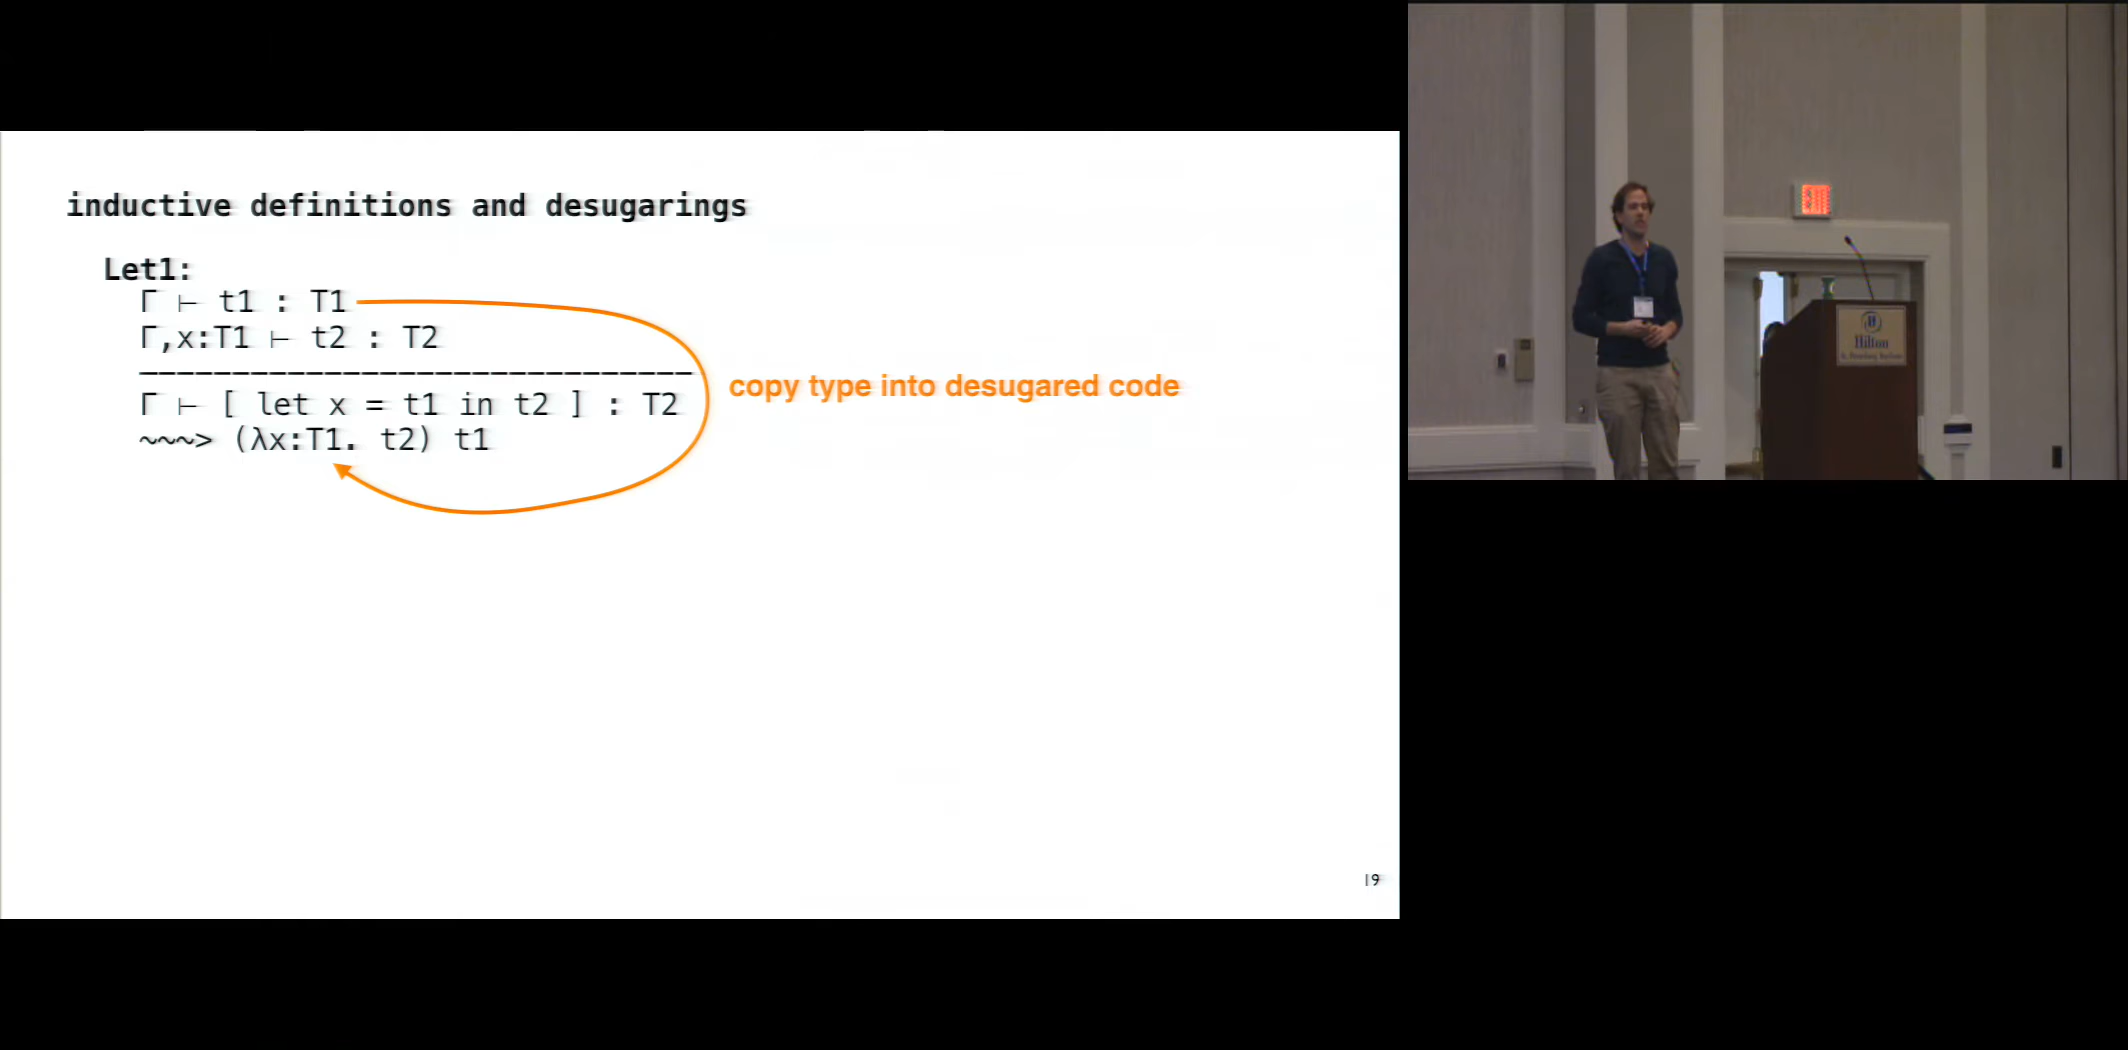 inductive definitions and desugarings
Let1:
Γ ⊢ t1 : T1
Γ,x:T1 ⊢ t2 : T2
------------------------------
Γ ⊢ [ let x = t1 in t2 ] : T2
~~~> (λx:T1. t2) t1
copy type into desugared code
19
Hilton